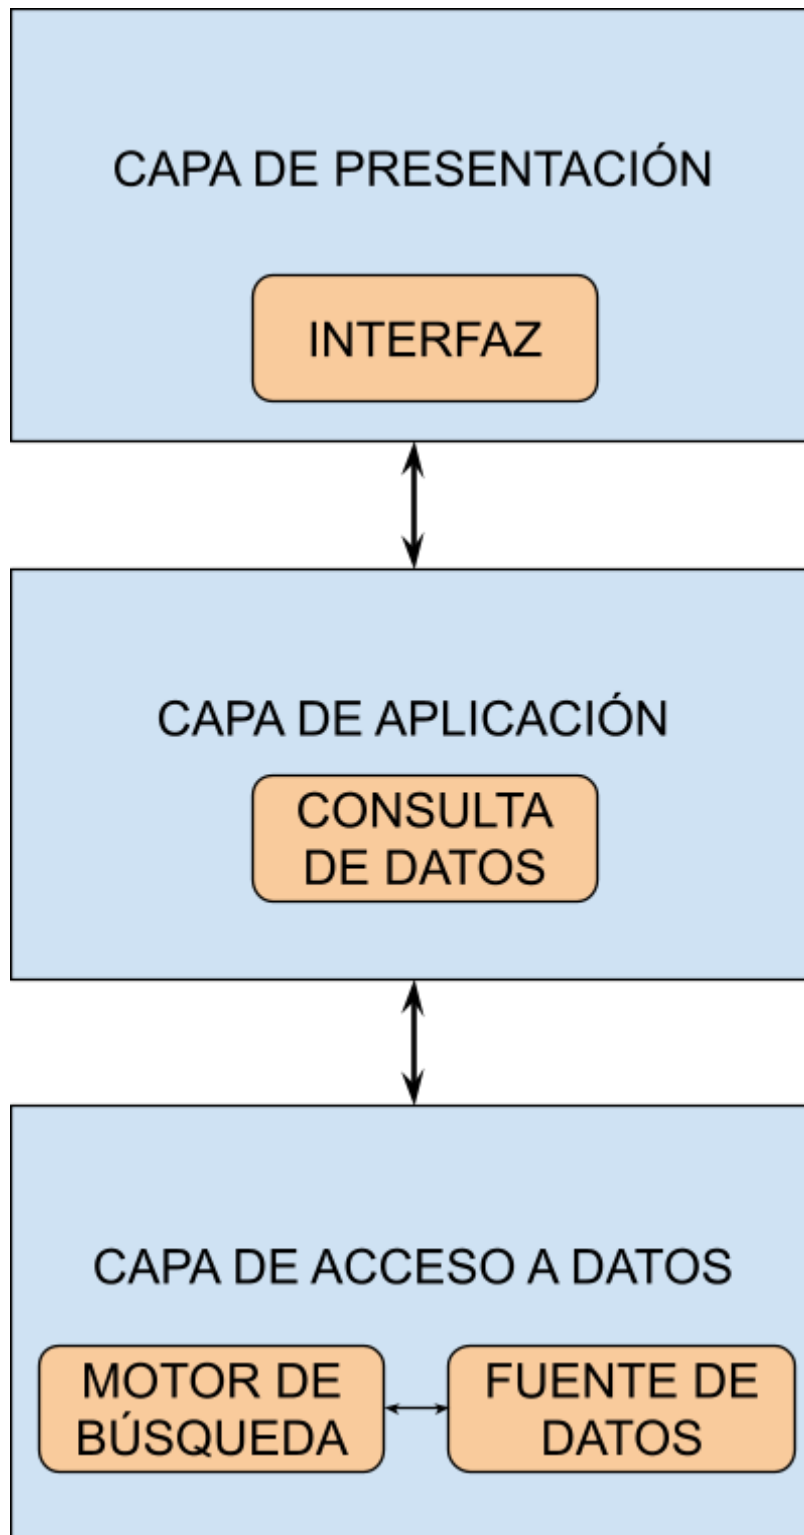 CAPA DE PRESENTACIÓN
INTERFAZ
CAPA DE APLICACIÓN
CONSULTA
DE DATOS
CAPA DE ACCESO A DATOS
MOTOR DE
BÚSQUEDA
FUENTE DE
DATOS